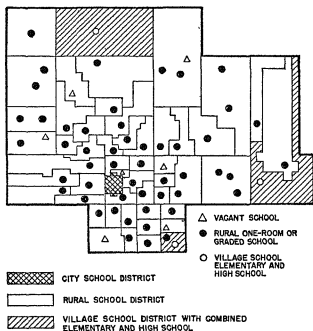 VACANT SCHOOL
RURAL ONE-ROOM OR
GRADED SCHOOL
VILLAGE SCHOOL
ELEMENTARY AND
HIGH SCHOOL
CITY SCHOOL DISTRICT
RURAL SCHOOL DISTRICT
VILLAGE SCHOOL DISTRICT WITH COMBINED
ELEMENTARY AND HIGH SCHOOL